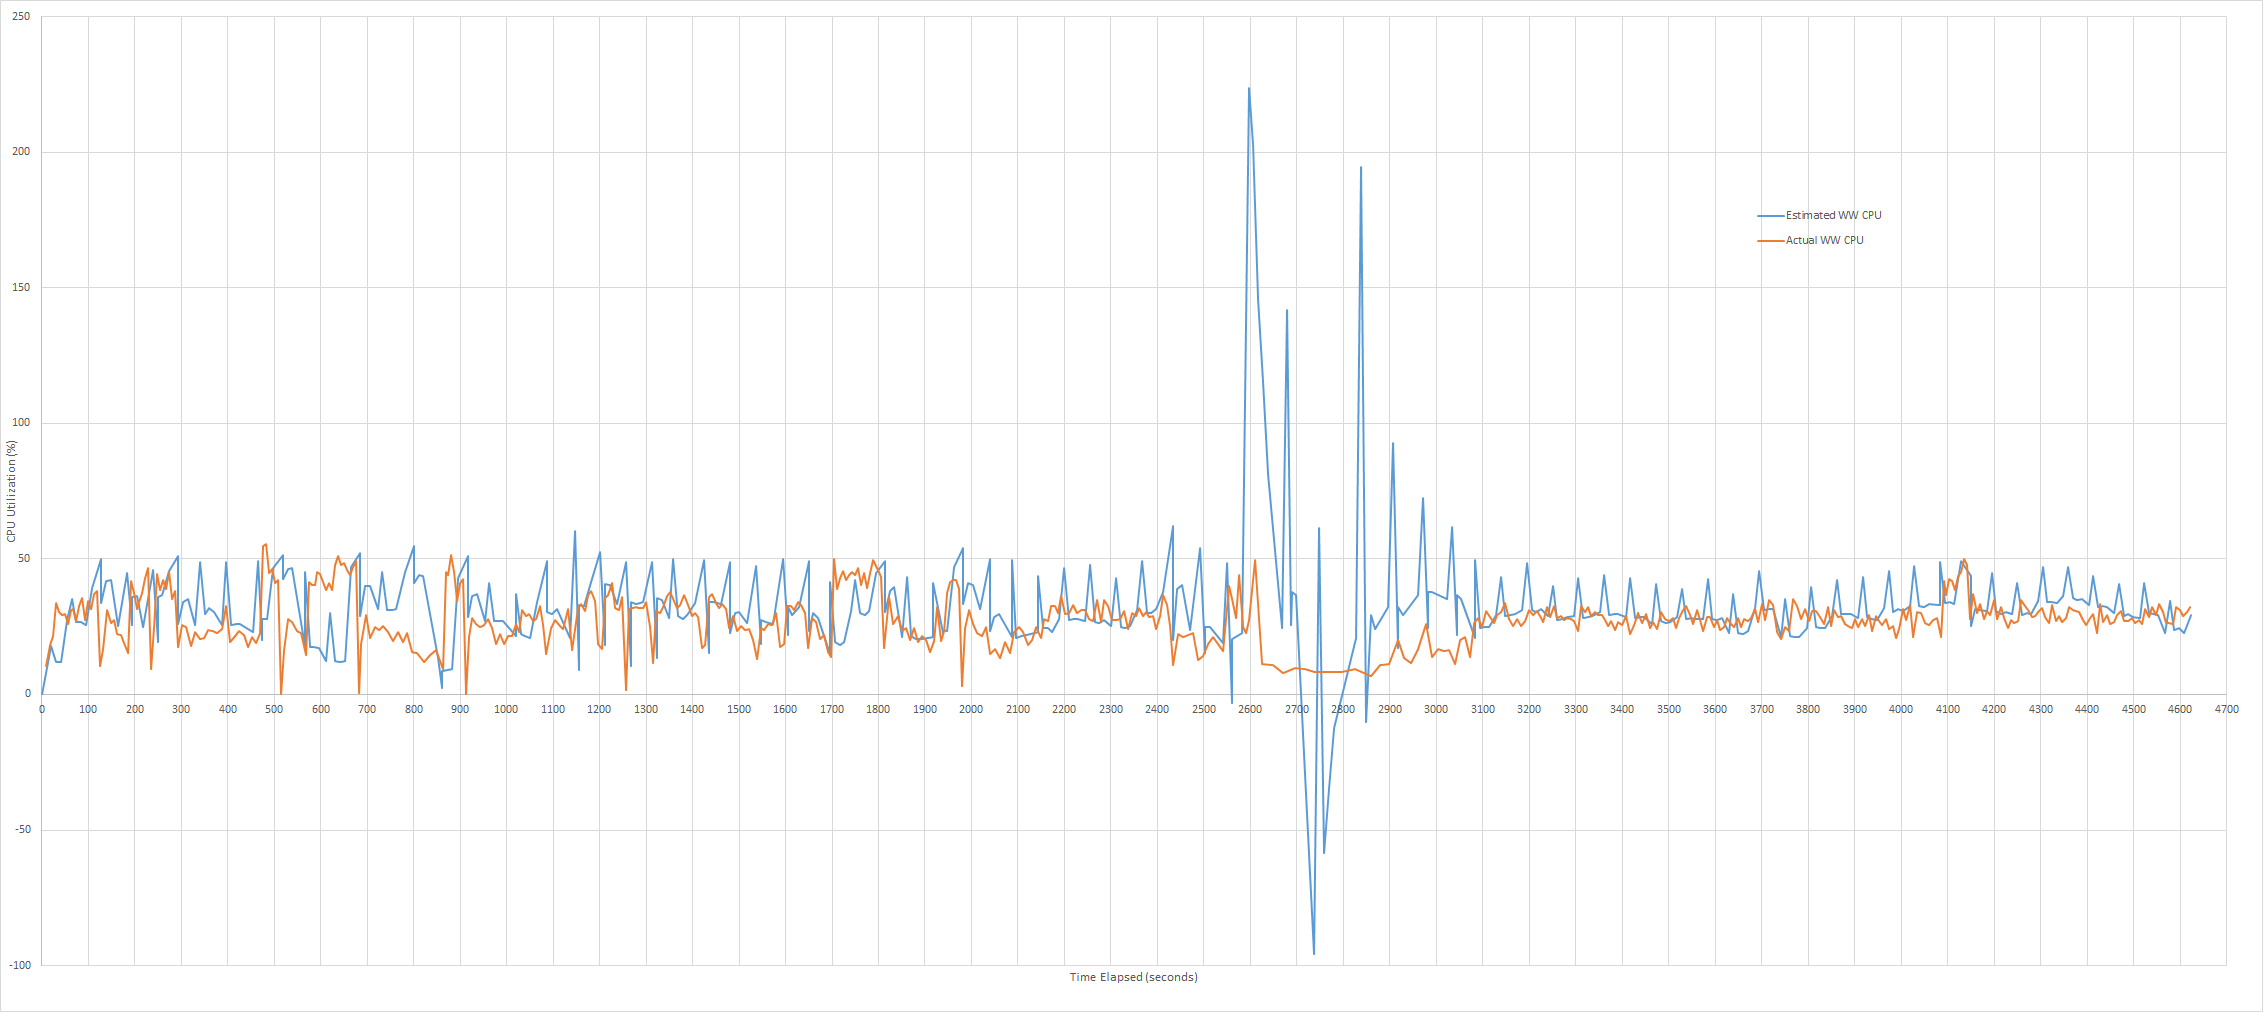 250
200
150
100
50
0
-50
-100
CPU Utilization (%)
Estimated WW CPU
Actual WW CPU
0 100 200 300 400 500 600 700 800 900 1000 1100 1200 1300 1400 1500 1600 1700 1800 1900 2000 2100 2200 2300 2400 2500 2600 2700 2800 2900 3000 3100 3200 3300 3400 3500 3600 3700 3800 3900 4000 4100 4200 4300 4400 4500 4600 4700
Time Elapsed (seconds)